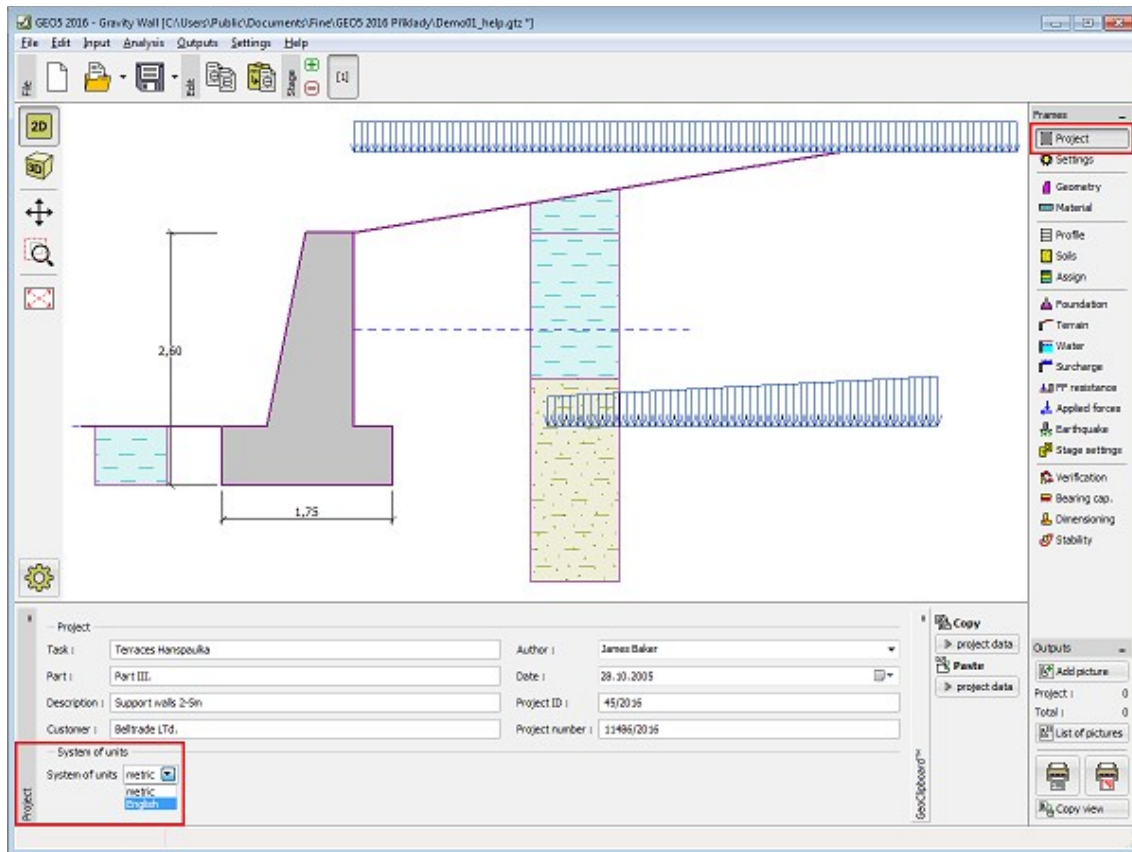 GEO5 2016 - Gravity Wall [C:\Users\Public\Documents\Fine\GEO5 2016 Příklady\Demo01_help.gtz *]
File Edit Input Analysis Outputs Settings Help
File
Edit
Stage
[1]
2D
3D
2,60
1,75
Frames
Project
Settings
Geometry
Material
Profile
Soils
Assign
Foundation
Terrain
Water
Surcharge
FF resistance
Applied forces
Earthquake
Stage settings
Verification
Bearing cap.
Dimensioning
Stability
Project
Project
Task : Terraces Hanspaulka Author : James Baker
Part : Part III. Date : 28.10.2005
Description : Support walls 2-5m Project ID : 45/2016
Customer : Belltrade LTd. Project number : 11486/2016
System of units
System of units metric
metric
English
GeoClipboard™
Copy
project data
Paste
project data
Outputs
Add picture
Project : 0
Total : 0
List of pictures
Copy view